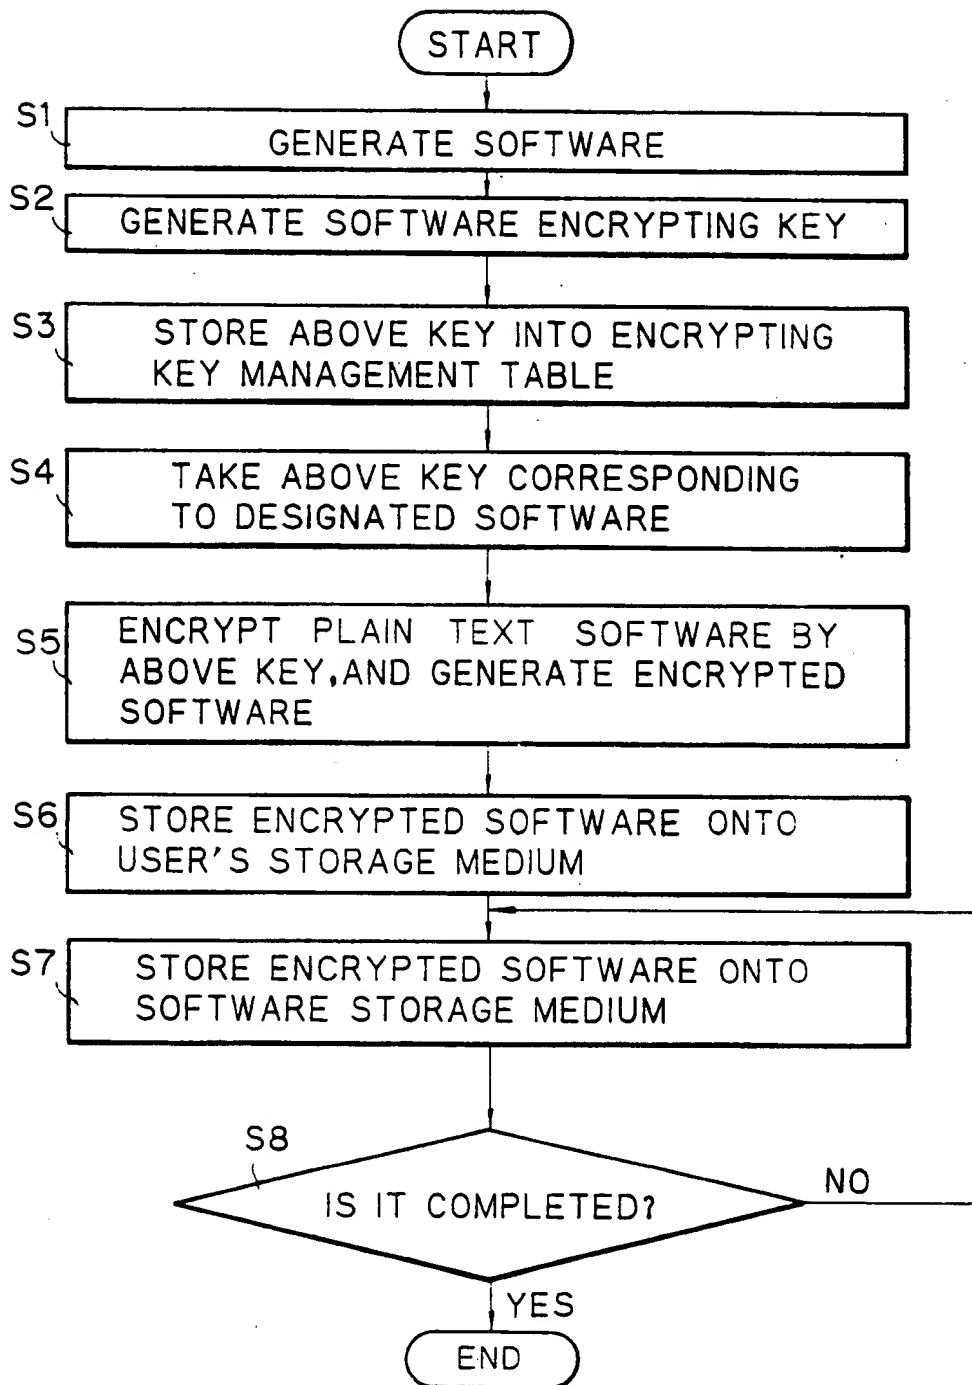 START
S1
GENERATE SOFTWARE
S2
GENERATE SOFTWARE ENCRYPTING KEY
S3
STORE ABOVE KEY INTO ENCRYPTING
KEY MANAGEMENT TABLE
S4
TAKE ABOVE KEY CORRESPONDING
TO DESIGNATED SOFTWARE
S5
ENCRYPT PLAIN TEXT SOFTWARE BY
ABOVE KEY, AND GENERATE ENCRYPTED
SOFTWARE
S6
STORE ENCRYPTED SOFTWARE ONTO
USER'S STORAGE MEDIUM
S7
STORE ENCRYPTED SOFTWARE ONTO
SOFTWARE STORAGE MEDIUM
S8
IS IT COMPLETED?
NO
YES
END